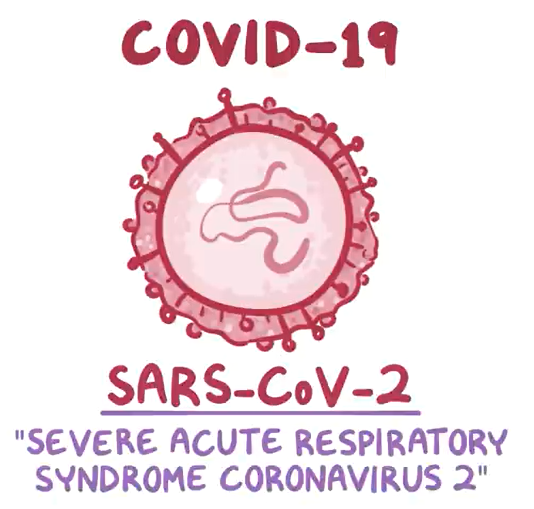 COVID-19
SARS-CoV-2
"SEVERE ACUTE RESPIRATORY
SYNDROME CORONAVIRUS 2"